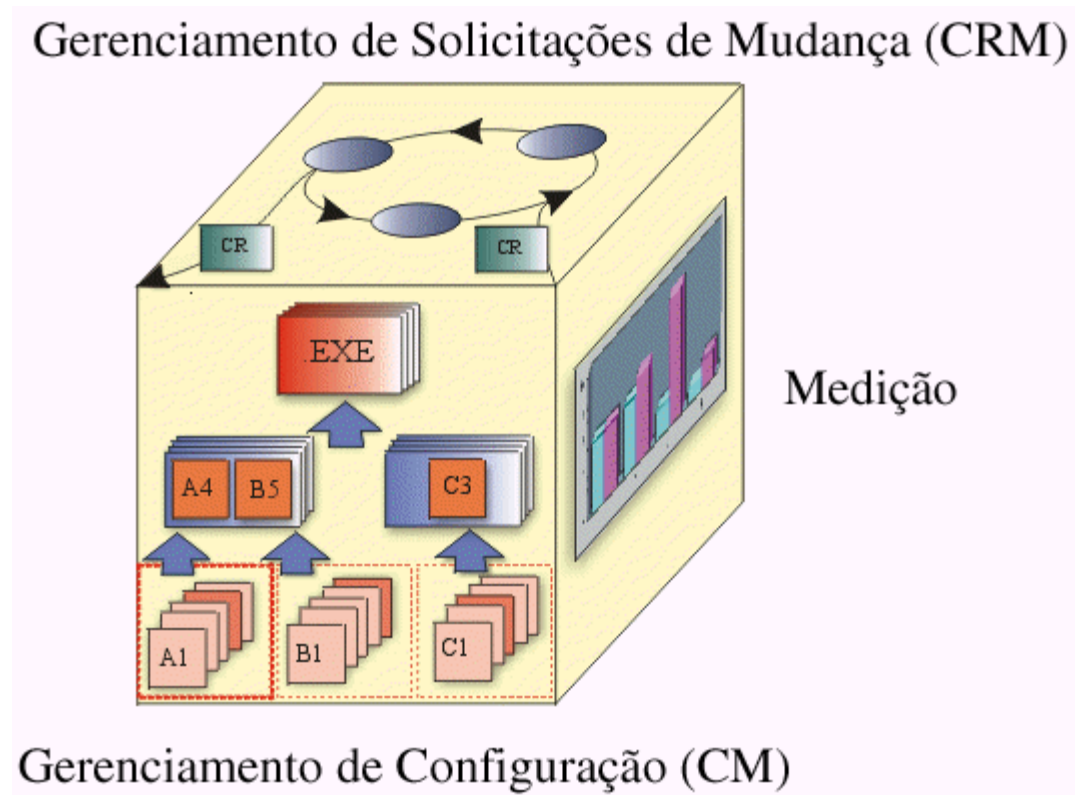 Gerenciamento de Solicitações de Mudança (CRM)
CR
CR
.EXE
Medição
A4
B5
C3
A1
B1
C1
Gerenciamento de Configuração (CM)